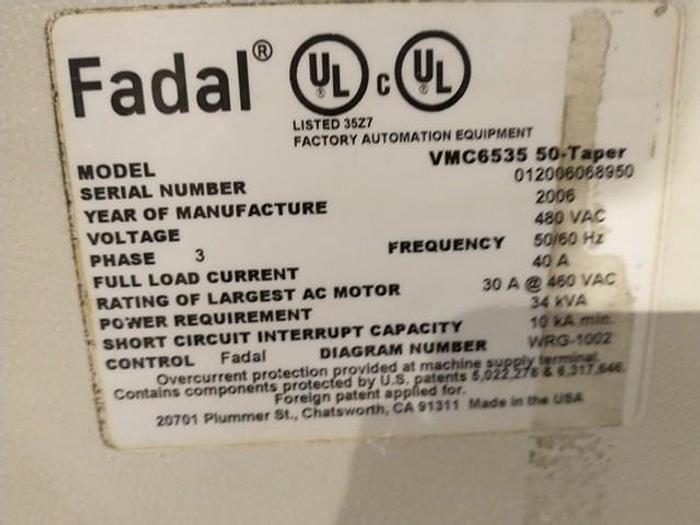 Fadal® UL® c UL®
LISTED 35Z7
FACTORY AUTOMATION EQUIPMENT
MODEL VMC6535 50-Taper
SERIAL NUMBER 012006068950
YEAR OF MANUFACTURE 2006
VOLTAGE 480 VAC
PHASE 3 FREQUENCY 50/60 Hz
FULL LOAD CURRENT 40 A
RATING OF LARGEST AC MOTOR 30 A @ 460 VAC
POWER REQUIREMENT 34 kVA
SHORT CIRCUIT INTERRUPT CAPACITY 10 kA min.
CONTROL Fadal DIAGRAM NUMBER WRG-1002
Overcurrent protection provided at machine supply terminal.
Contains components protected by U.S. patents 5,022,278 & 6,317,646.
Foreign patent applied for.
20701 Plummer St., Chatsworth, CA 91311 Made in the USA